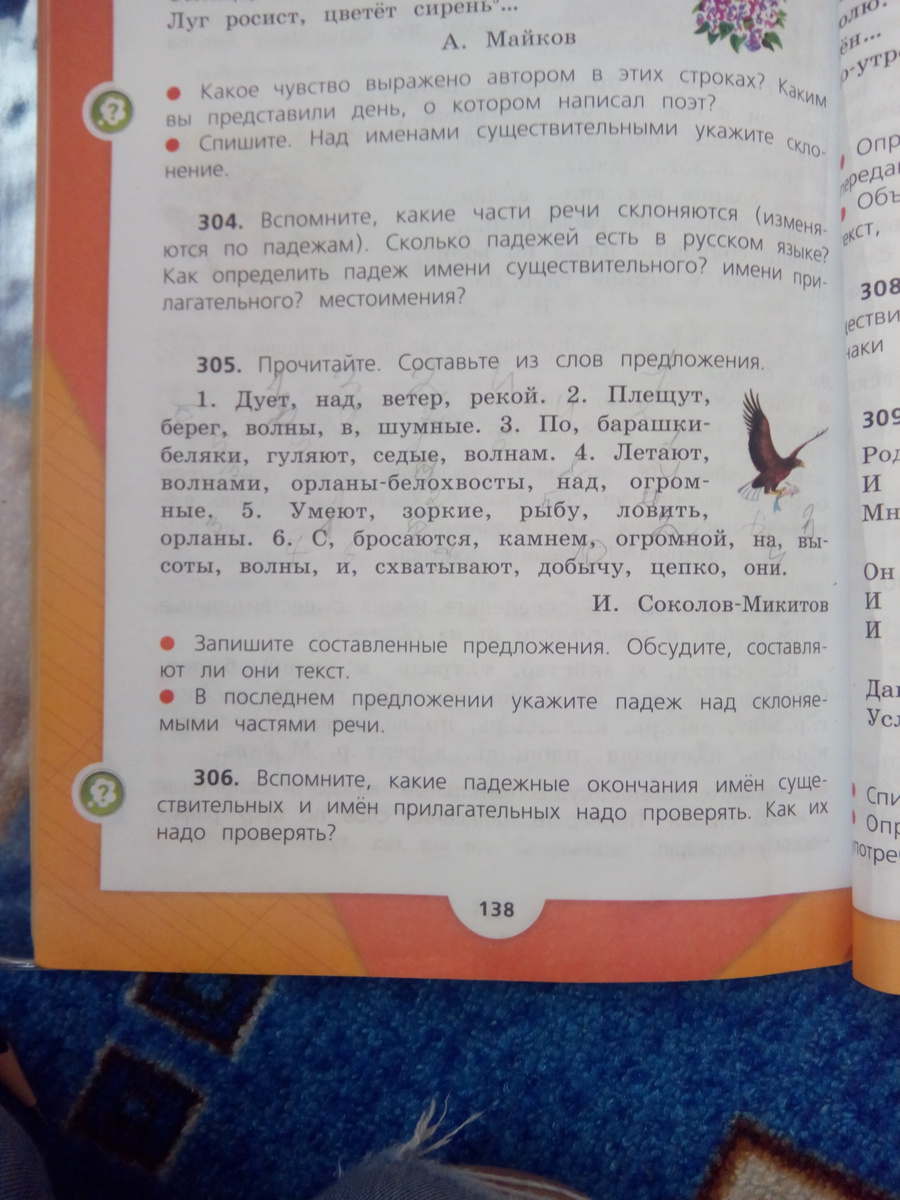 Луг росист, цветёт сирень*...
А. Майков
● Какое чувство выражено автором в этих строках? Каким
вы представили день, о котором написал поэт?
● Спишите. Над именами существительными укажите скло-
нение.
304. Вспомните, какие части речи склоняются (изменя-
ются по падежам). Сколько падежей есть в русском языке?
Как определить падеж имени существительного? имени при-
лагательного? местоимения?
305. Прочитайте. Составьте из слов предложения.
1. Дует, над, ветер, рекой. 2. Плещут,
берег, волны, в, шумные. 3. По, барашки-
беляки, гуляют, седые, волнам. 4. Летают,
волнами, орланы-белохвосты, над, огром-
ные. 5. Умеют, зоркие, рыбу, ловить,
орланы. 6. С, бросаются, камнем, огромной, на, вы-
соты, волны, и, схватывают, добычу, цепко, они.
И. Соколов-Микитов
● Запишите составленные предложения. Обсудите, составля-
ют ли они текст.
● В последнем предложении укажите падеж над склоняе-
мыми частями речи.
306. Вспомните, какие падежные окончания имён суще-
ствительных и имён прилагательных надо проверять. Как их
надо проверять?
138
308
309
Род
И
Мн
Он
И
И